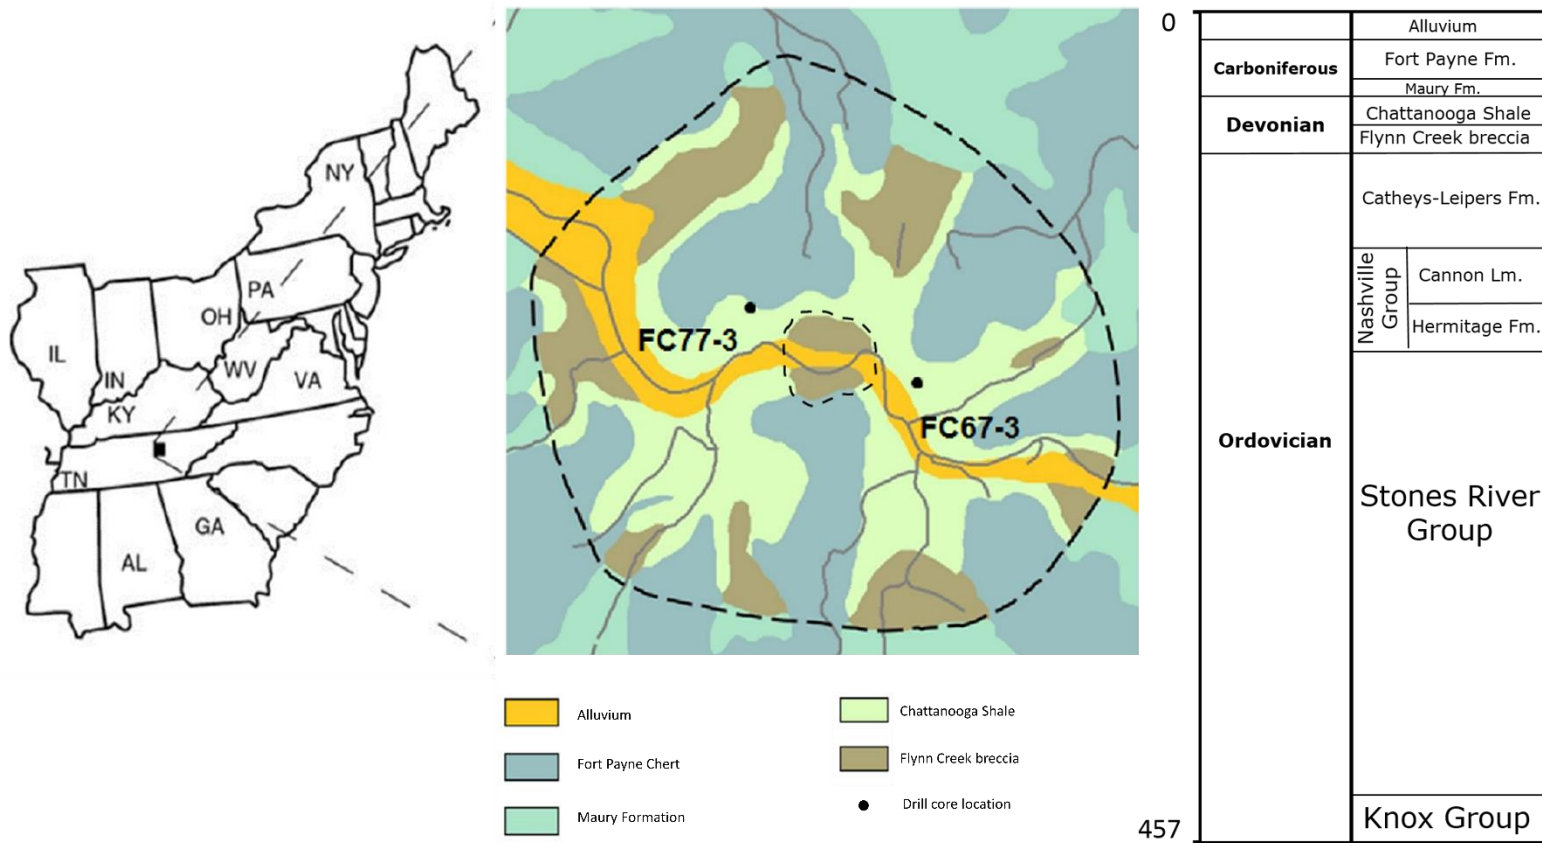 NY
PA
OH
IL
IN
WV
VA
KY
TN
GA
AL
FC77-3
FC67-3
Alluvium
Fort Payne Chert
Maury Formation
Chattanooga Shale
Flynn Creek breccia
Drill core location
0
457
Carboniferous
Devonian
Ordovician
Alluvium
Fort Payne Fm.
Maury Fm.
Chattanooga Shale
Flynn Creek breccia
Catheys-Leipers Fm.
Nashville
Group
Cannon Lm.
Hermitage Fm.
Stones River
Group
Knox Group